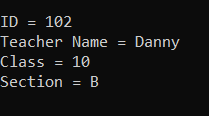 ID = 102
Teacher Name = Danny
Class = 10
Section = B